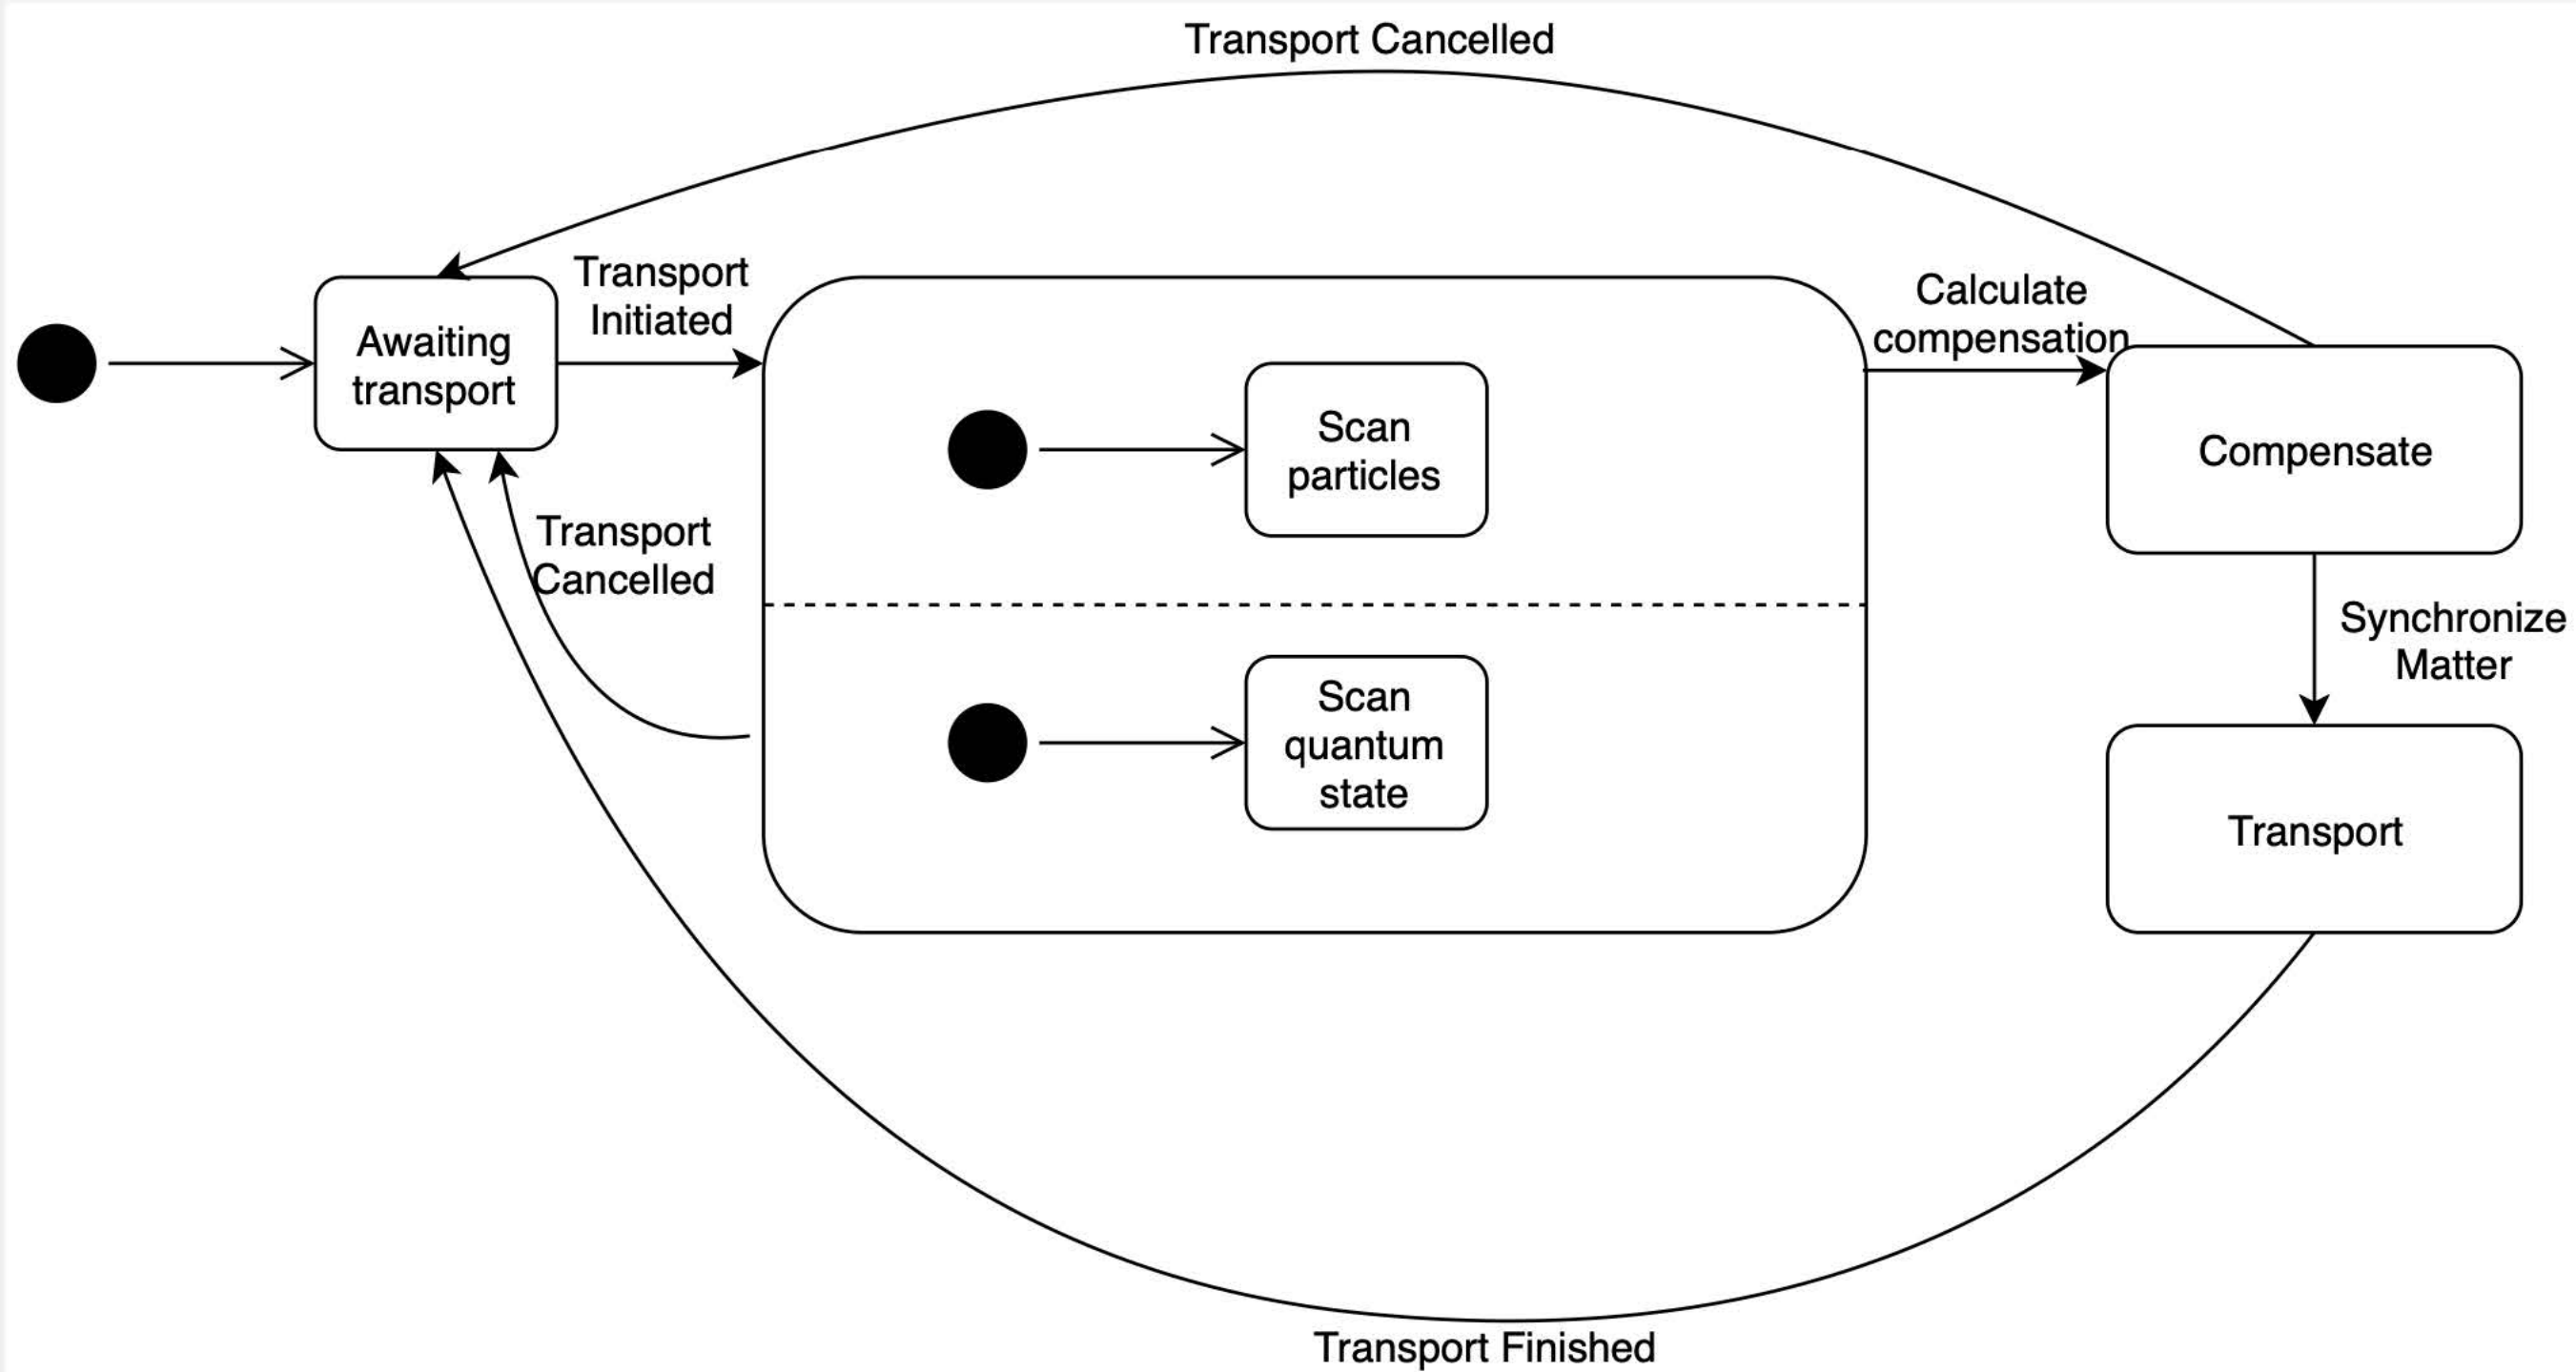 Transport Cancelled
Transport
Initiated
Calculate
compensation
Awaiting
transport
Scan
particles
Compensate
Transport
Cancelled
Synchronize
Matter
Scan
quantum
state
Transport
Transport Finished